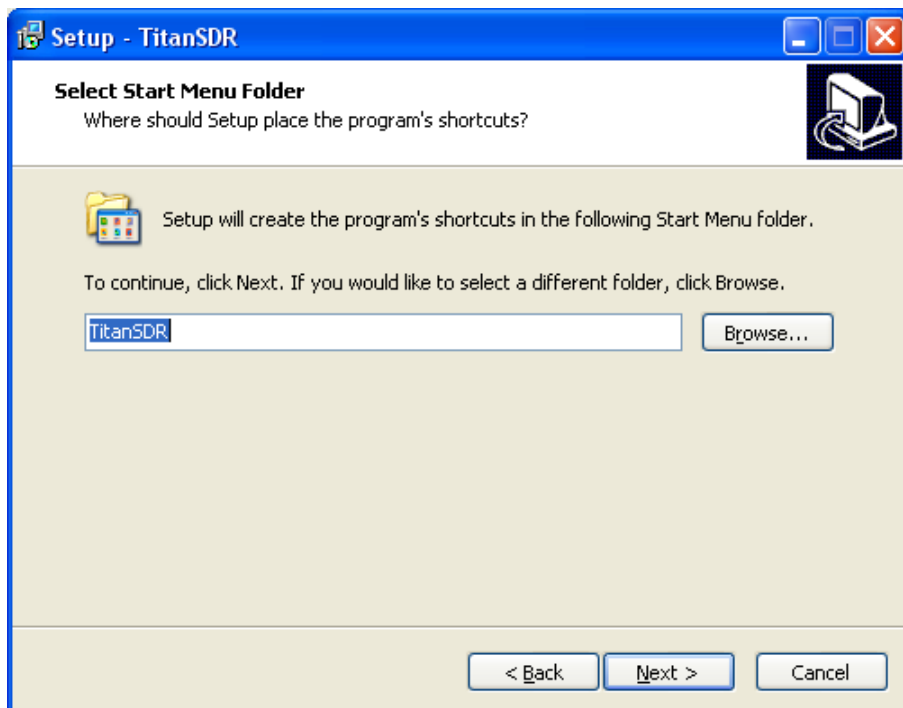 Setup - TitanSDR
Select Start Menu Folder
Where should Setup place the program's shortcuts?
Setup will create the program's shortcuts in the following Start Menu folder.
To continue, click Next. If you would like to select a different folder, click Browse.
TitanSDR
Browse...
< Back
Next >
Cancel